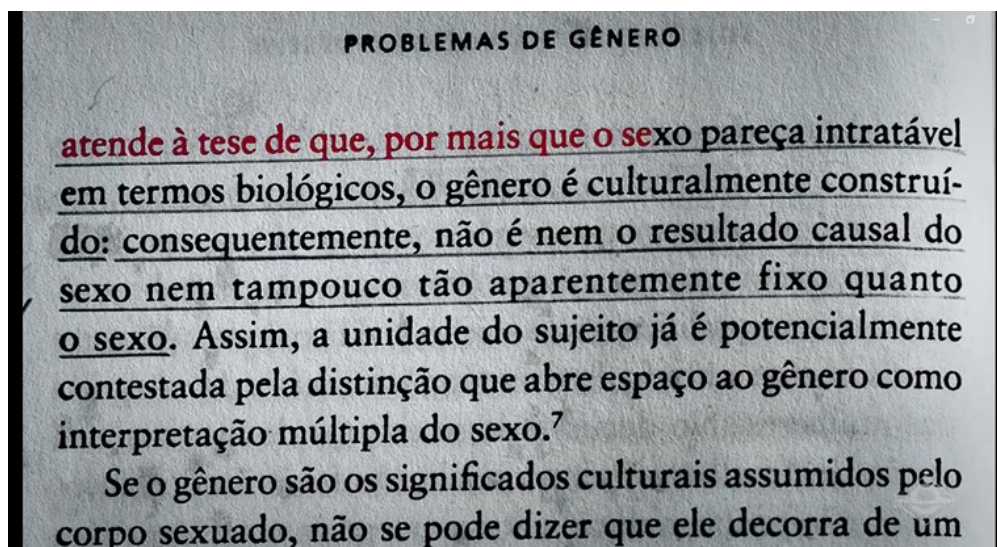 PROBLEMAS DE GÊNERO
atende à tese de que, por mais que o sexo pareça intratável
em termos biológicos, o gênero é culturalmente construí-
do: consequentemente, não é nem o resultado causal do
sexo nem tampouco tão aparentemente fixo quanto
o sexo. Assim, a unidade do sujeito já é potencialmente
contestada pela distinção que abre espaço ao gênero como
interpretação múltipla do sexo.⁷
Se o gênero são os significados culturais assumidos pelo
corpo sexuado, não se pode dizer que ele decorra de um